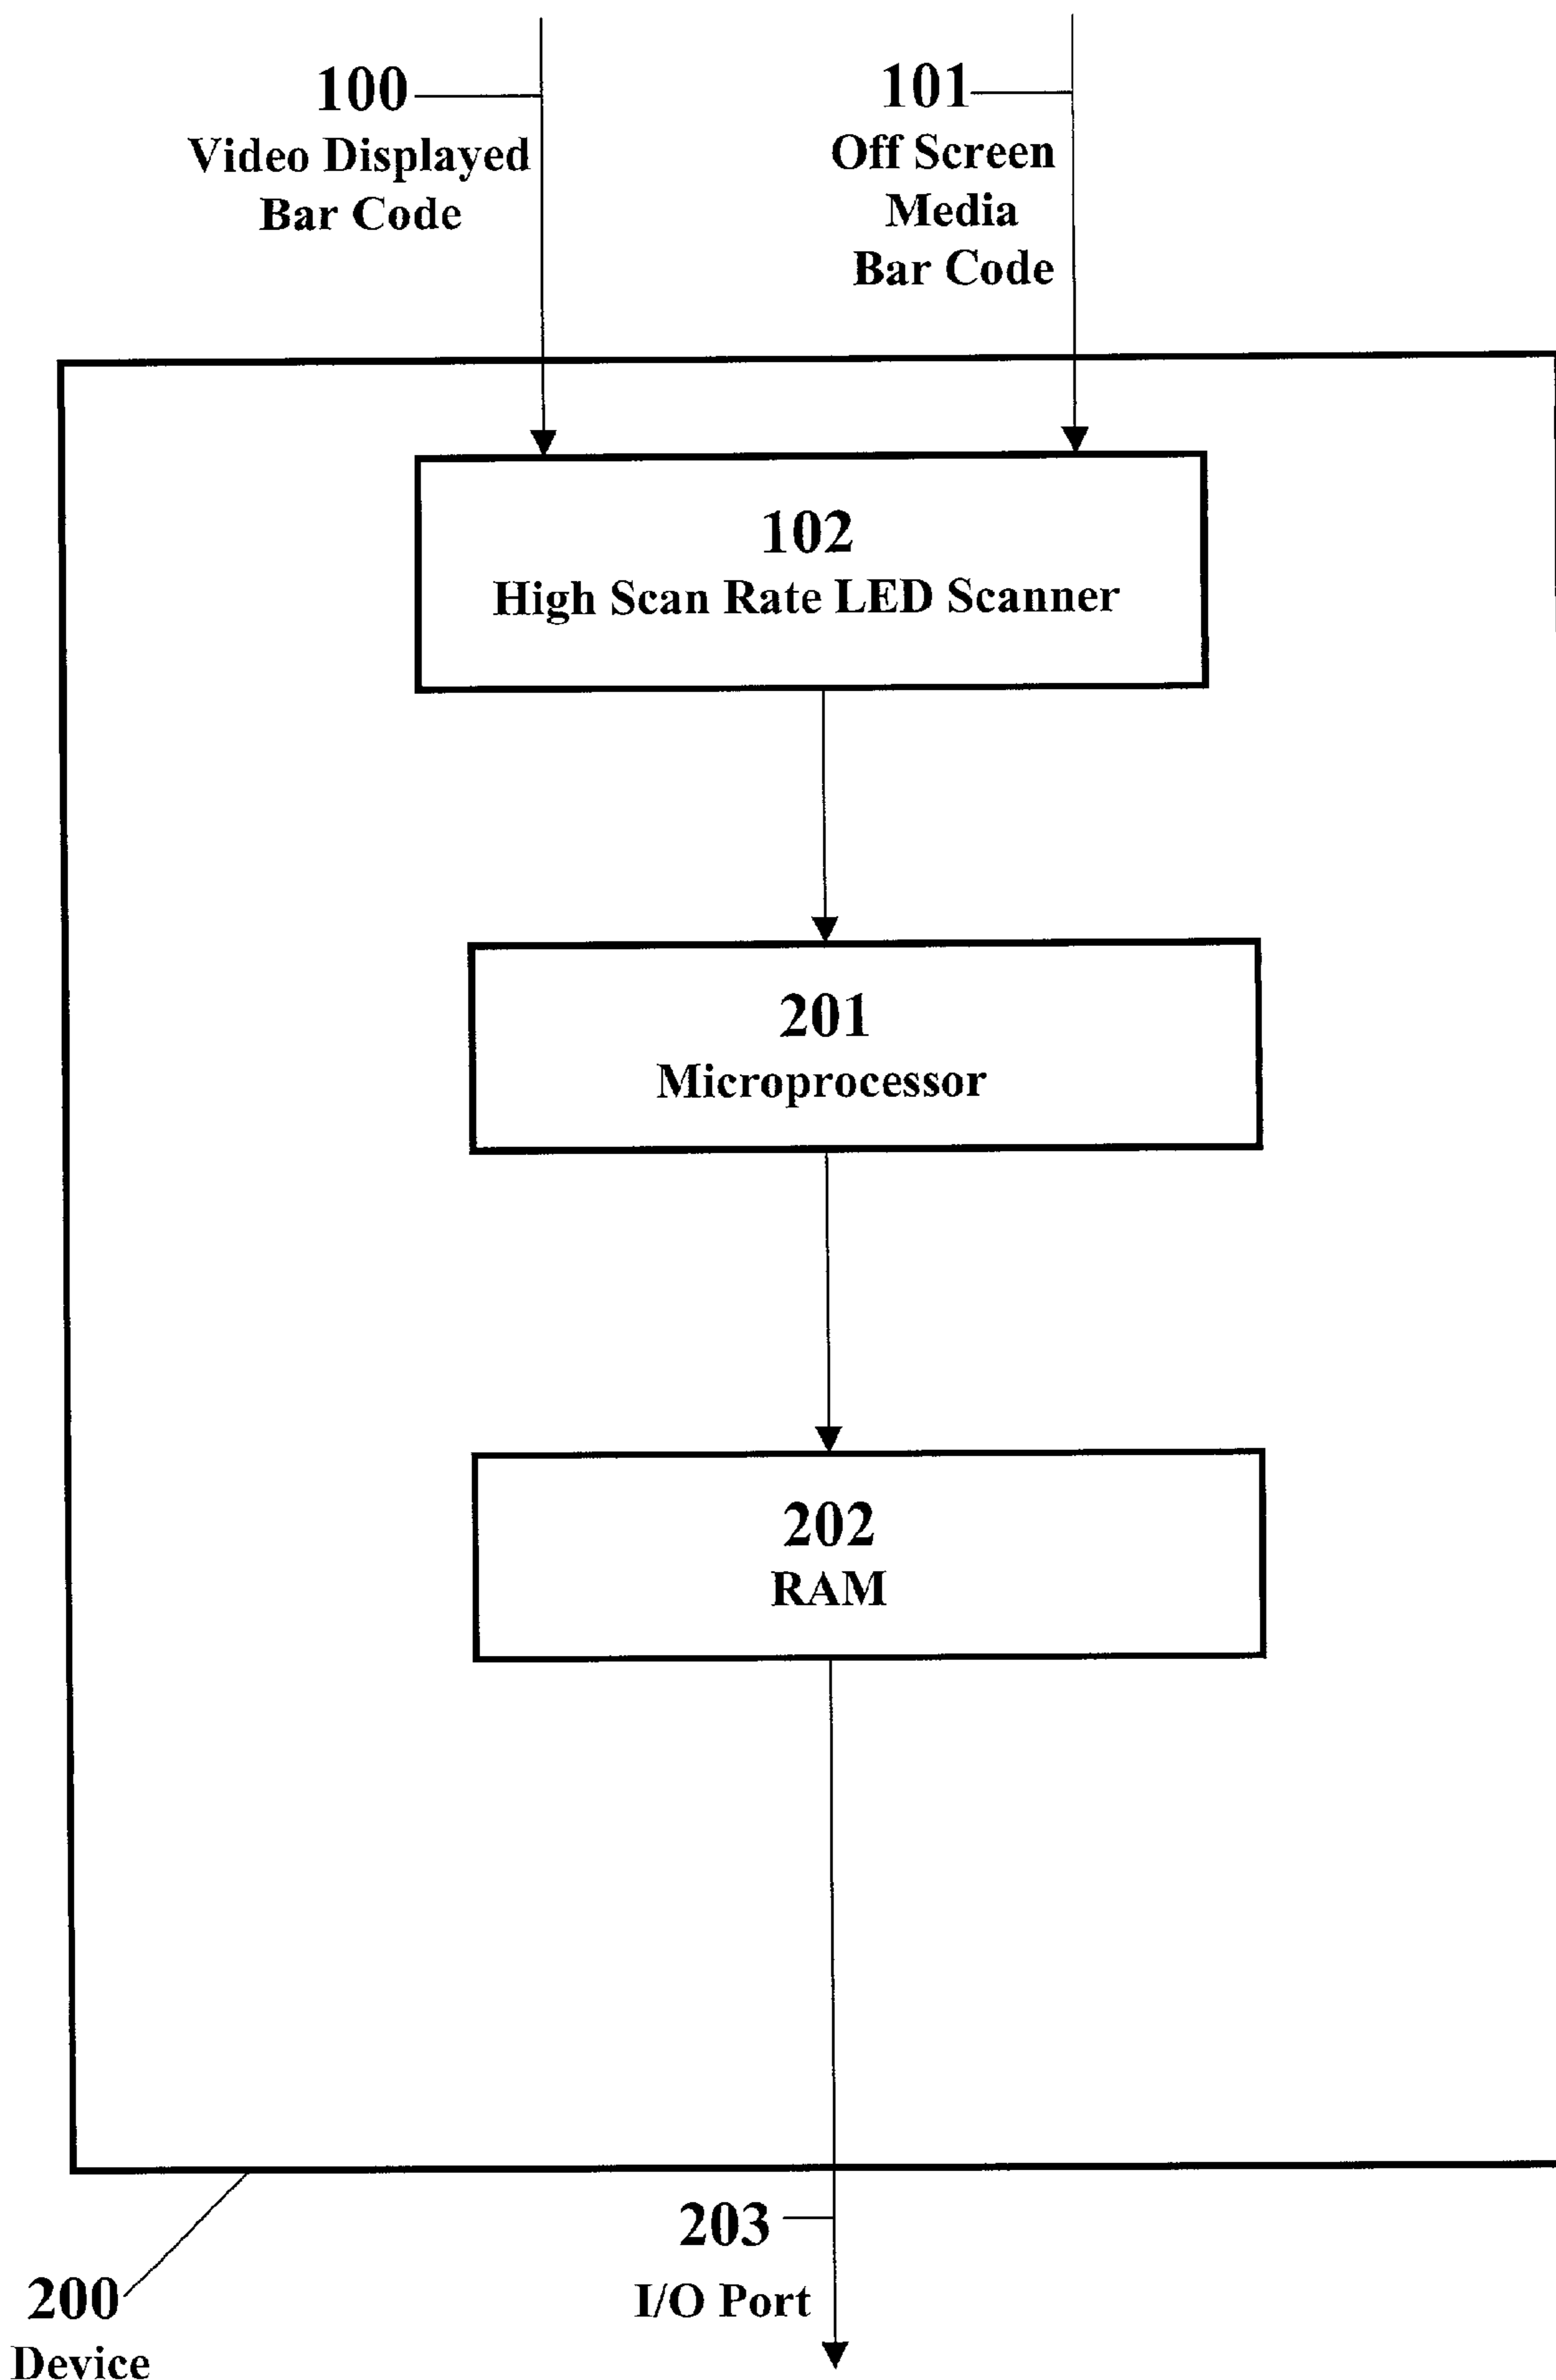 100
Video Displayed
Bar Code
101
Off Screen
Media
Bar Code
102
High Scan Rate LED Scanner
201
Microprocessor
202
RAM
203
I/O Port
200
Device